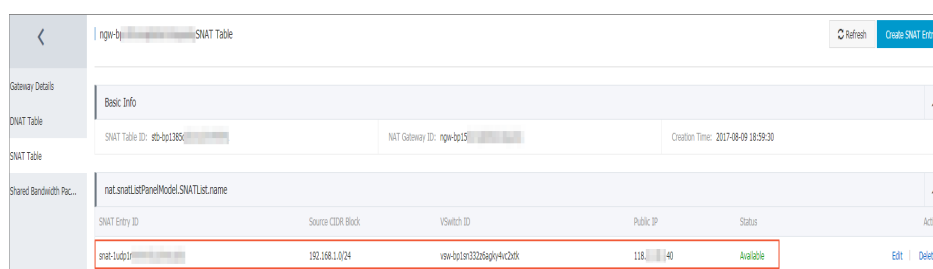 ngw-b SNAT Table
Refresh Create SNAT Entr
Gateway Details
DNAT Table
SNAT Table
Shared Bandwidth Pac...
Basic Info
SNAT Table ID: stb-bp1385 NAT Gateway ID: ngw-bp15 Creation Time: 2017-08-09 18:59:30
nat.snatListPanelModel.SNATList.name
SNAT Entry ID Source CIDR Block VSwitch ID Public IP Status Acti
snat-1udp1 192.168.1.0/24 vsw-bp1sn332z6agky4vc2xtk 118. 40 Available Edit | Delet